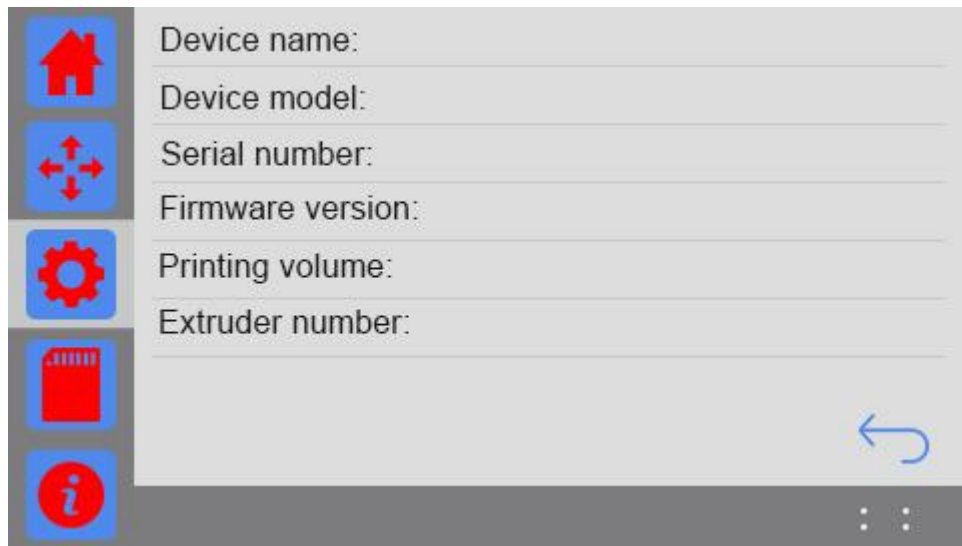 Device name:
Device model:
Serial number:
Firmware version:
Printing volume:
Extruder number:
i
: :